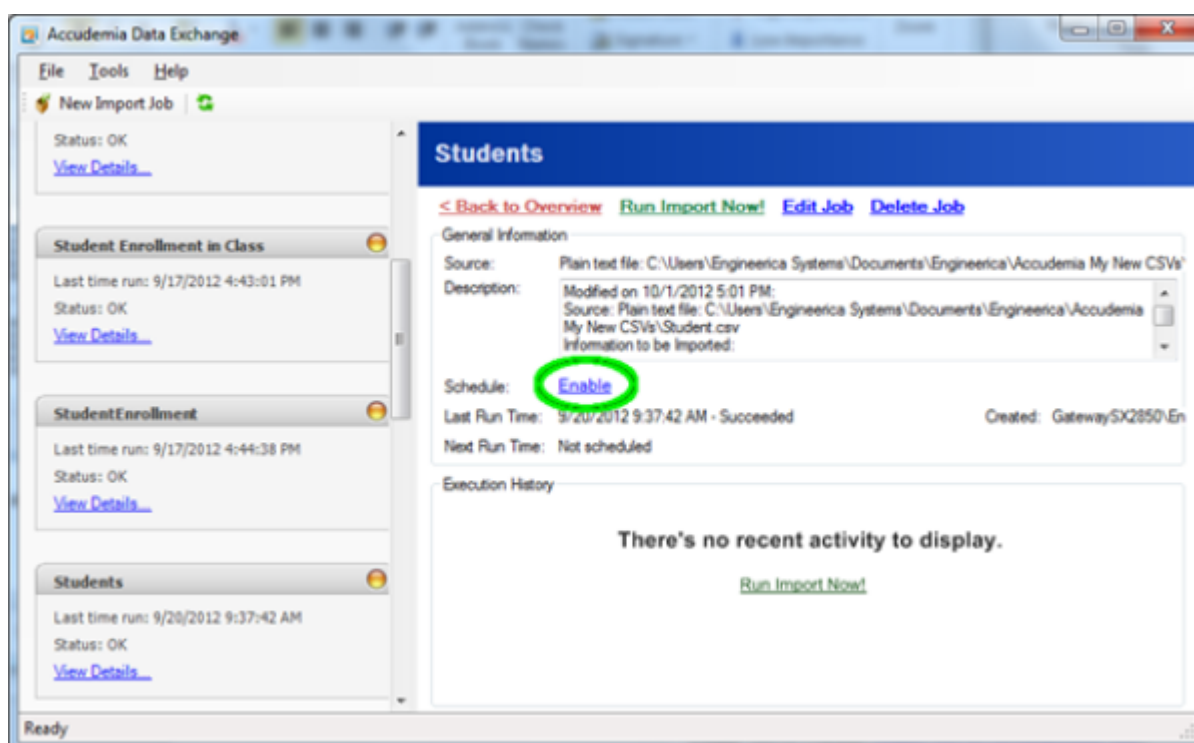 Accudemia Data Exchange
File Tools Help
New Import Job
Status: OK
View Details...
Student Enrollment in Class
Last time run: 9/17/2012 4:43:01 PM
Status: OK
View Details...
StudentEnrollment
Last time run: 9/17/2012 4:44:38 PM
Status: OK
View Details...
Students
Last time run: 9/20/2012 9:37:42 AM
Status: OK
View Details...
Students
< Back to Overview Run Import Now! Edit Job Delete Job
General Information
Source: Plain text file: C:\Users\Engineerica Systems\Documents\Engineerica\Accudemia My New CSVs\
Description: Modified on 10/1/2012 5:01 PM:
Source: Plain text file: C:\Users\Engineerica Systems\Documents\Engineerica\Accudemia
My New CSVs\Student.csv
Information to be Imported:
Schedule: Enable
Last Run Time: 9/20/2012 9:37:42 AM - Succeeded Created: GatewaySX2850\En
Next Run Time: Not scheduled
Execution History
There's no recent activity to display.
Run Import Now!
Ready